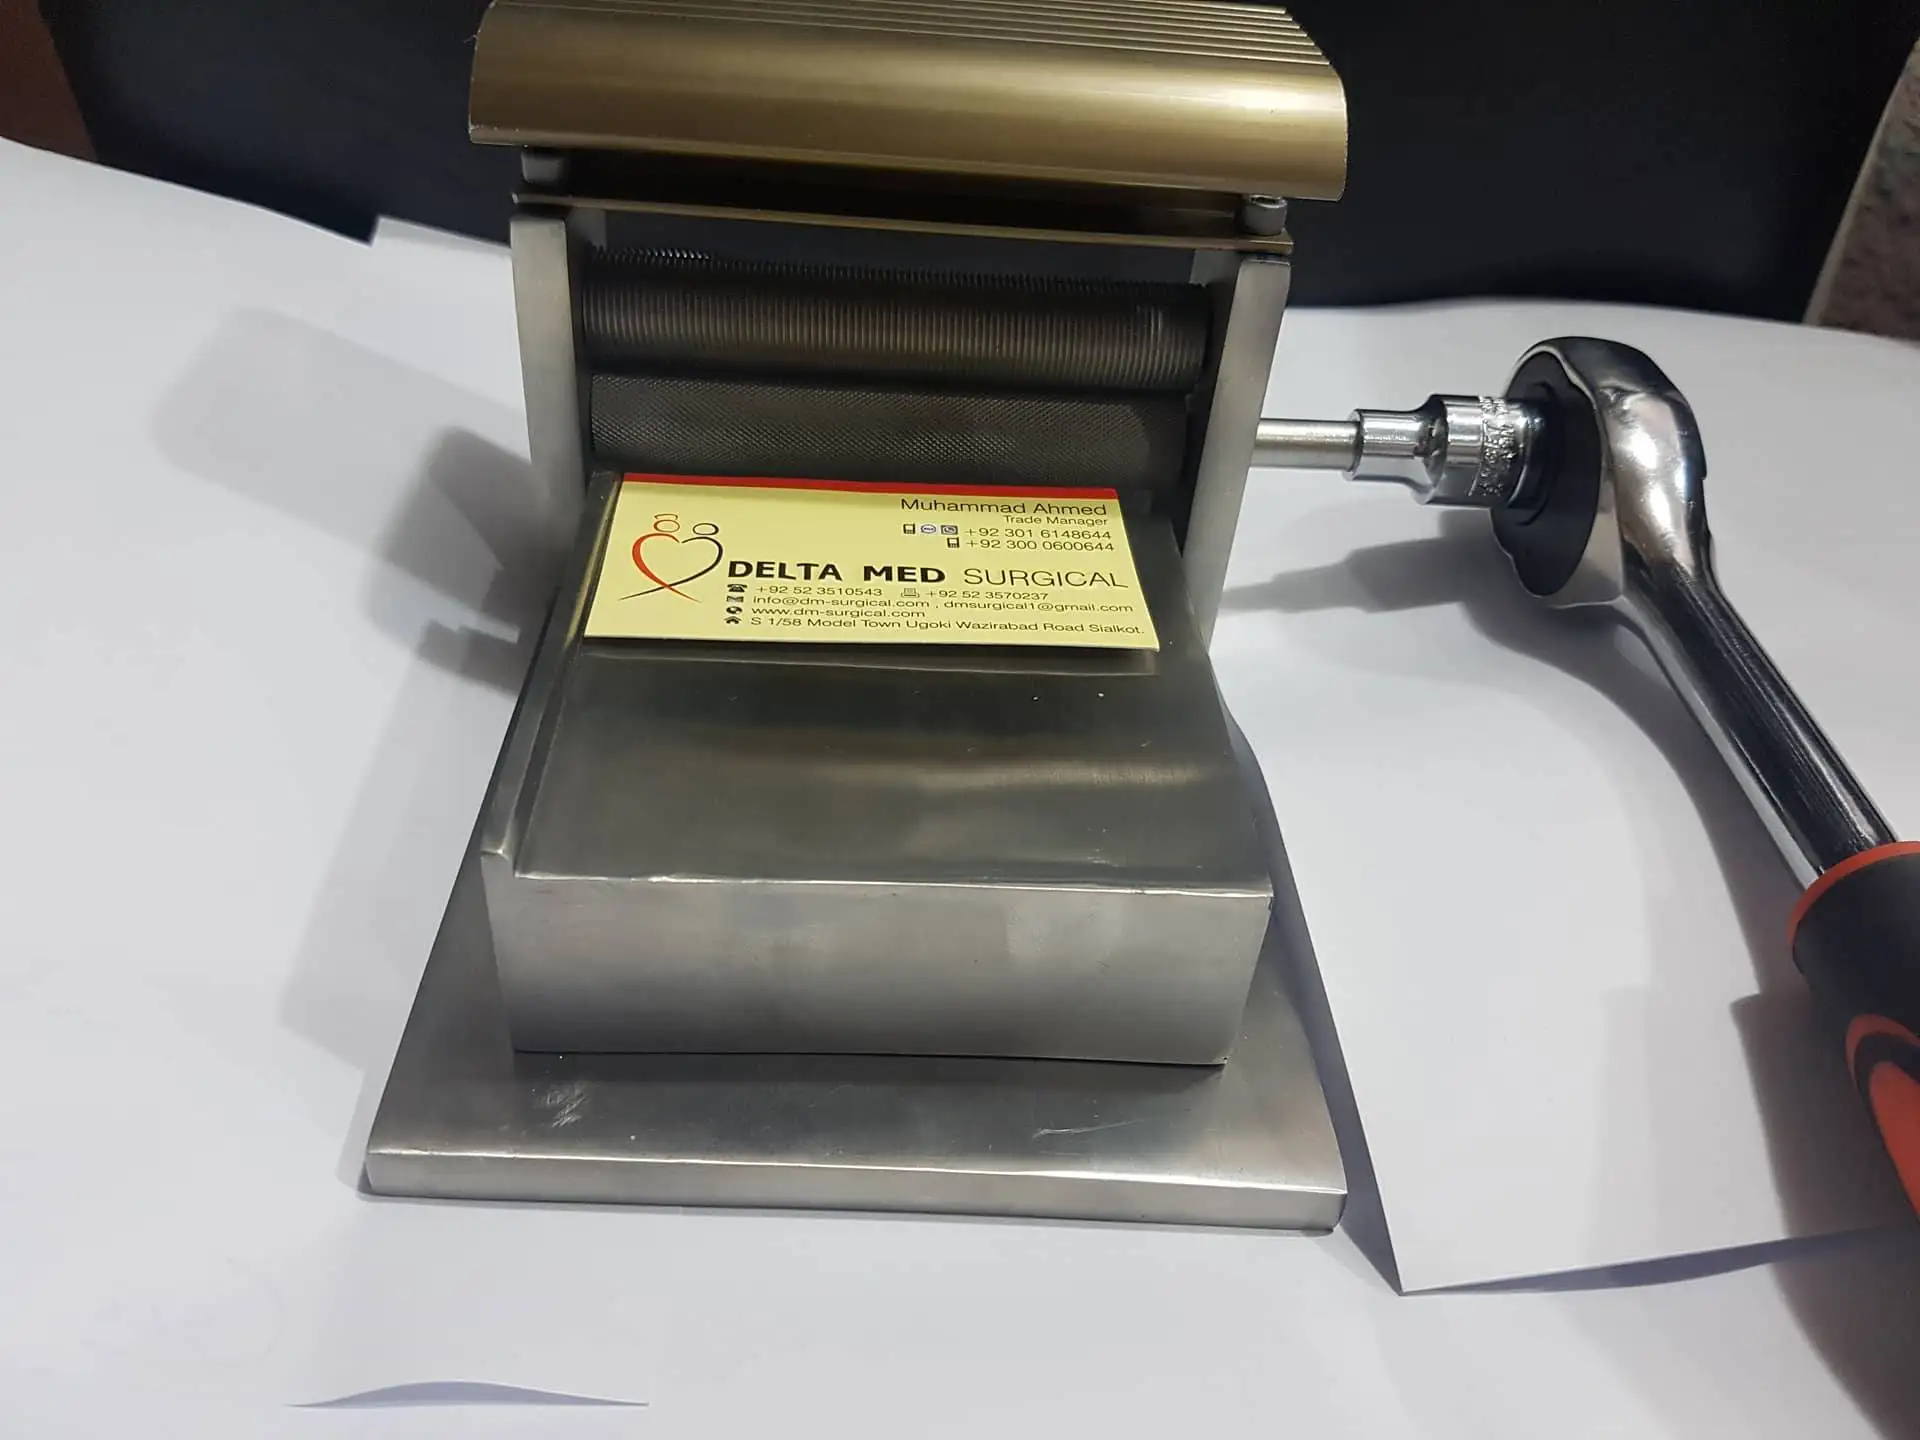 Muhammad Ahmed
Trade Manager
+92 301 6148644
+92 300 0600644
DELTA MED SURGICAL
+92 52 3510543 +92 52 3570237
info@dm-surgical.com , dmsurgical1@gmail.com
www.dm-surgical.com
S 1/58 Model Town Ugoki Wazirabad Road Sialkot.